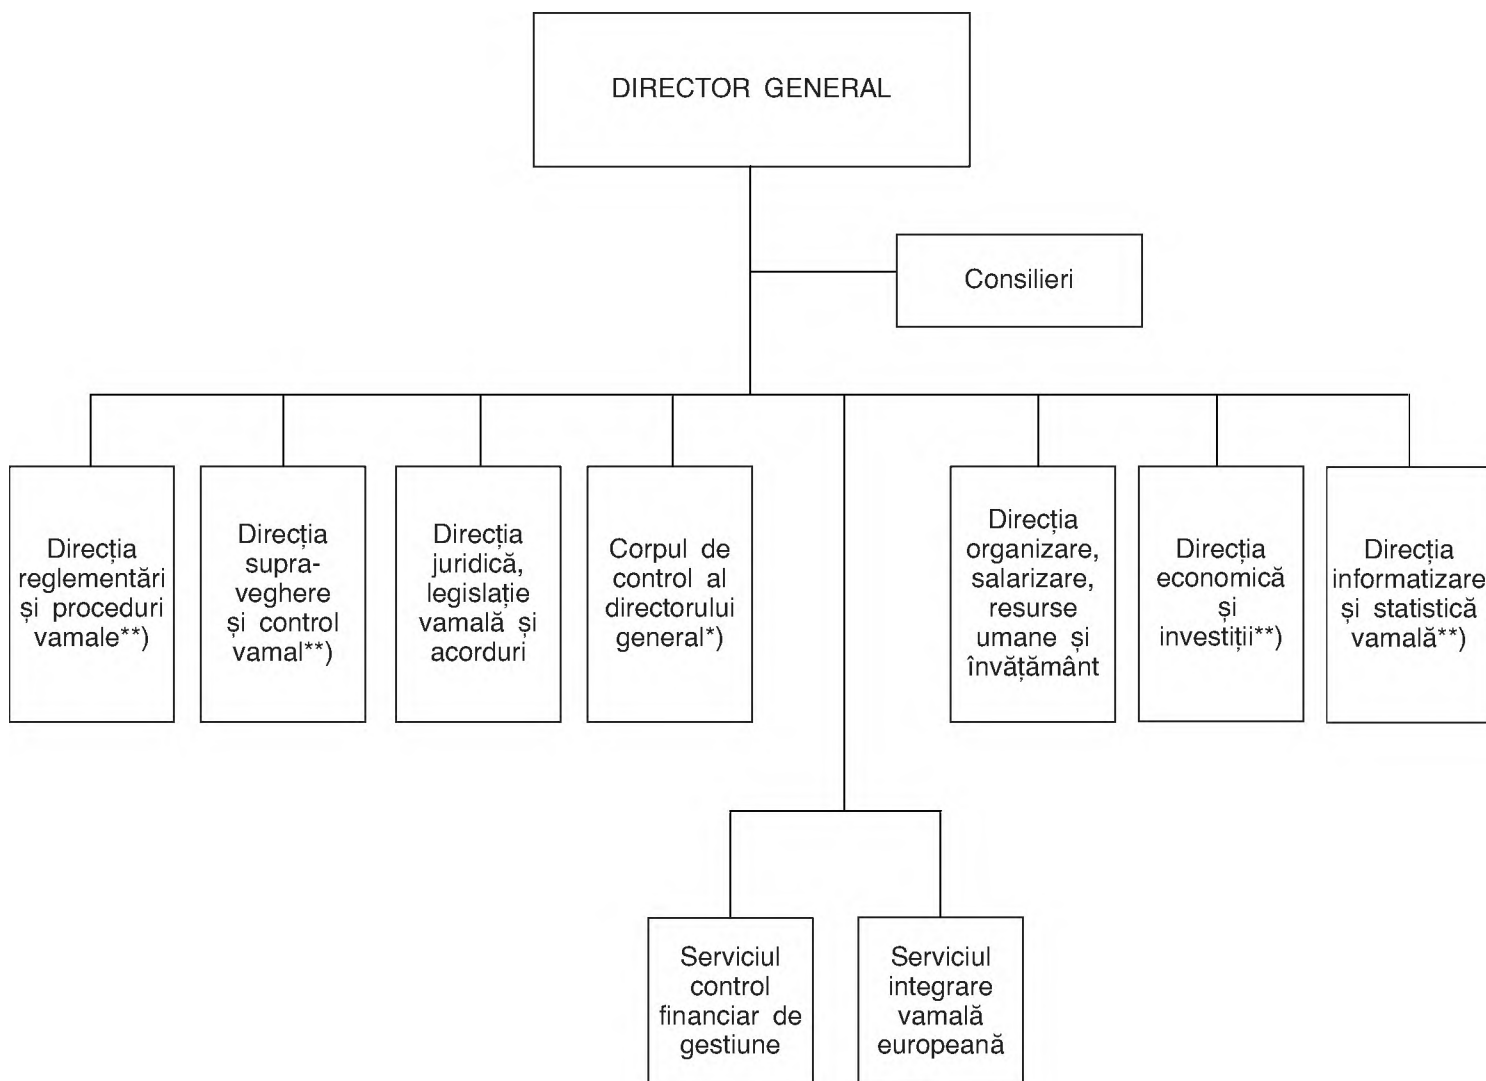 DIRECTOR GENERAL
Consilieri
Direcția
reglementări
și proceduri
vamale**)
Direcția
supra-
veghere
și control
vamal**)
Direcția
juridică,
legislație
vamală și
acorduri
Corpul de
control al
directorului
general*)
Direcția
organizare,
salarizare,
resurse
umane și
învățământ
Direcția
economică
și
investiții**)
Direcția
informatizare
și statistică
vamală**)
Serviciul
control
financiar de
gestiune
Serviciul
integrare
vamală
europeană